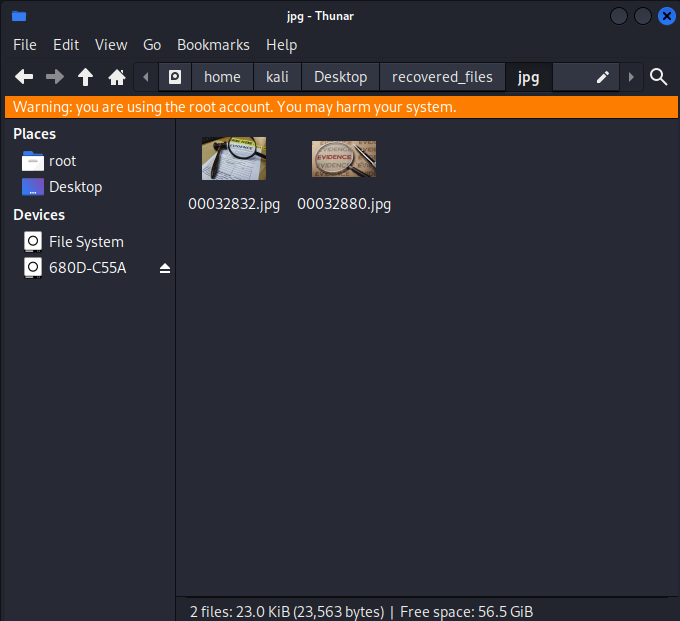 jpg - Thunar
File Edit View Go Bookmarks Help
home kali Desktop recovered_files jpg
Warning: you are using the root account. You may harm your system.
Places
root
Desktop
Devices
File System
680D-C55A
EVIDENCE
00032832.jpg 00032880.jpg
2 files: 23.0 KiB (23,563 bytes) | Free space: 56.5 GiB